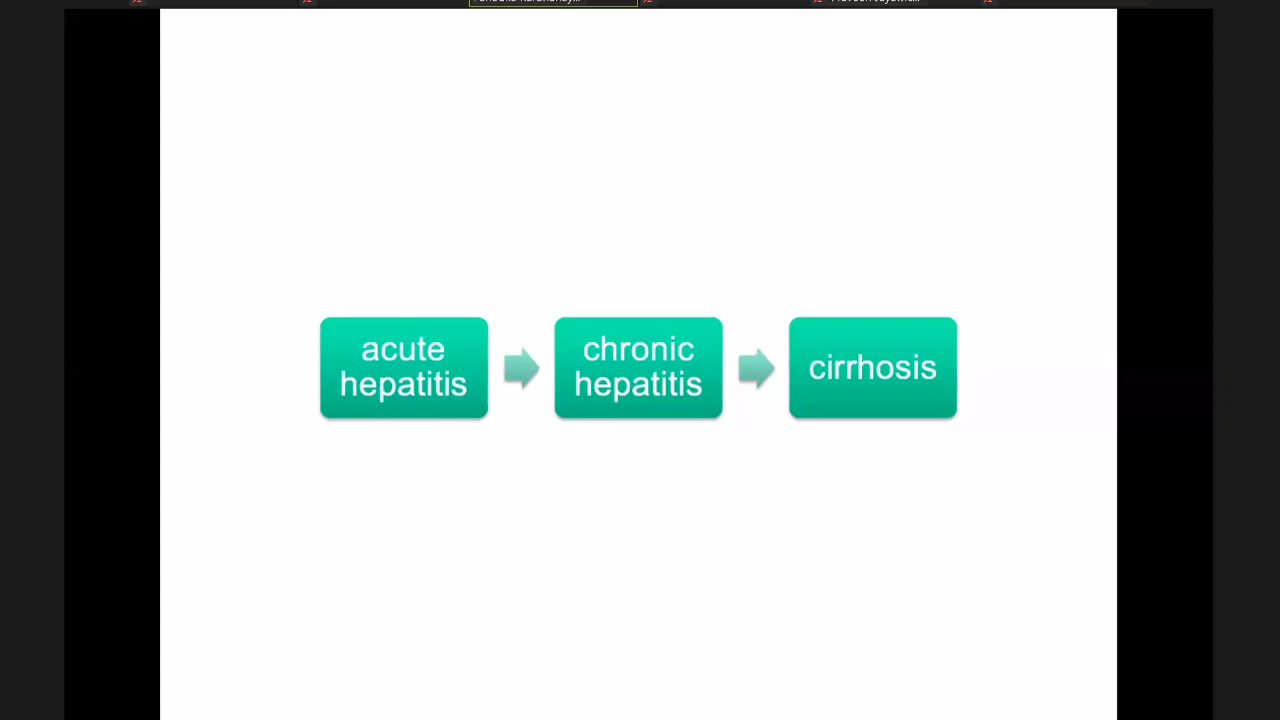 acute
hepatitis
chronic
hepatitis
cirrhosis